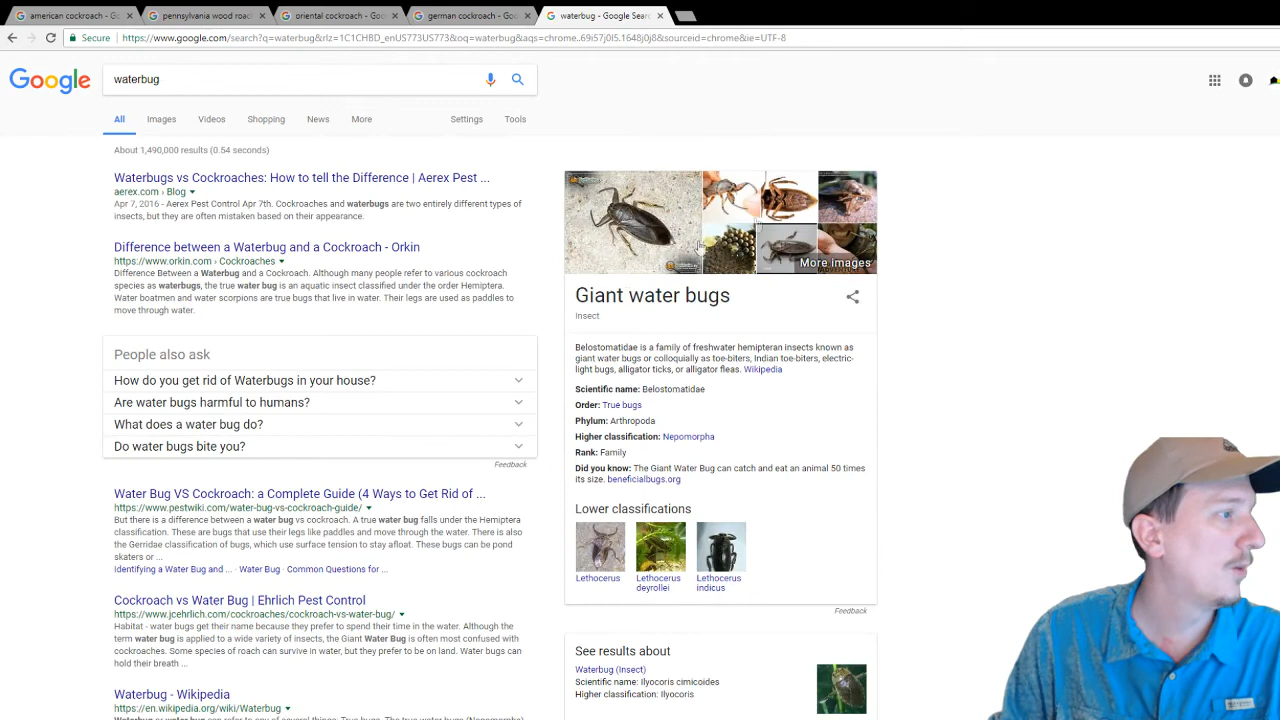 american cockroach - Goo
pennsylvania wood roach
oriental cockroach - Goo
german cockroach - Goog
waterbug - Google Search
Secure
https://www.google.com/search?q=waterbug&rlz=1C1CHBD_enUS773US773&oq=waterbug&aqs=chrome..69i57j0l5.1648j0j8&sourceid=chrome&ie=UTF-8
Google
waterbug
All Images Videos Shopping News More Settings Tools
About 1,490,000 results (0.54 seconds)
Waterbugs vs Cockroaches: How to tell the Difference | Aerex Pest ...
aerex.com › Blog
Apr 7, 2016 - Aerex Pest Control Apr 7th. Cockroaches and waterbugs are two entirely different types of
insects, but they are often mistaken based on their appearance.
Difference between a Waterbug and a Cockroach - Orkin
https://www.orkin.com › Cockroaches
Difference Between a Waterbug and a Cockroach. Although many people refer to various cockroach
species as waterbugs, the true water bug is an aquatic insect classified under the order Hemiptera.
Water boatmen and water scorpions are true bugs that live in water. Their legs are used as paddles to
move through water.
People also ask
How do you get rid of Waterbugs in your house?
Are water bugs harmful to humans?
What does a water bug do?
Do water bugs bite you?
Feedback
Water Bug VS Cockroach: a Complete Guide (4 Ways to Get Rid of ...
https://www.pestwiki.com/water-bug-vs-cockroach-guide/
But there is a difference between a water bug vs cockroach. A true water bug falls under the Hemiptera
classification. These are bugs that use their legs like paddles and move through the water. There is also
the Gerridae classification of bugs, which use surface tension to stay afloat. These bugs can be pond
skaters or ...
Identifying a Water Bug and ... · Water Bug · Common Questions for ...
Cockroach vs Water Bug | Ehrlich Pest Control
https://www.jcehrlich.com/cockroaches/cockroach-vs-water-bug/
Habitat - water bugs get their name because they prefer to spend their time in the water. Although the
term water bug is applied to a wide variety of insects, the Giant Water Bug is often most confused with
cockroaches. Some species of roach can survive in water, but they prefer to be on land. Water bugs can
hold their breath ...
Waterbug - Wikipedia
https://en.wikipedia.org/wiki/Waterbug
More images
Giant water bugs
Insect
Belostomatidae is a family of freshwater hemipteran insects known as
giant water bugs or colloquially as toe-biters, Indian toe-biters, electric-
light bugs, alligator ticks, or alligator fleas. Wikipedia
Scientific name: Belostomatidae
Order: True bugs
Phylum: Arthropoda
Higher classification: Nepomorpha
Rank: Family
Did you know: The Giant Water Bug can catch and eat an animal 50 times
its size. beneficialbugs.org
Lower classifications
Lethocerus
Lethocerus
deyrollei
Lethocerus
indicus
Feedback
See results about
Waterbug (Insect)
Scientific name: Ilyocoris cimicoides
Higher classification: Ilyocoris